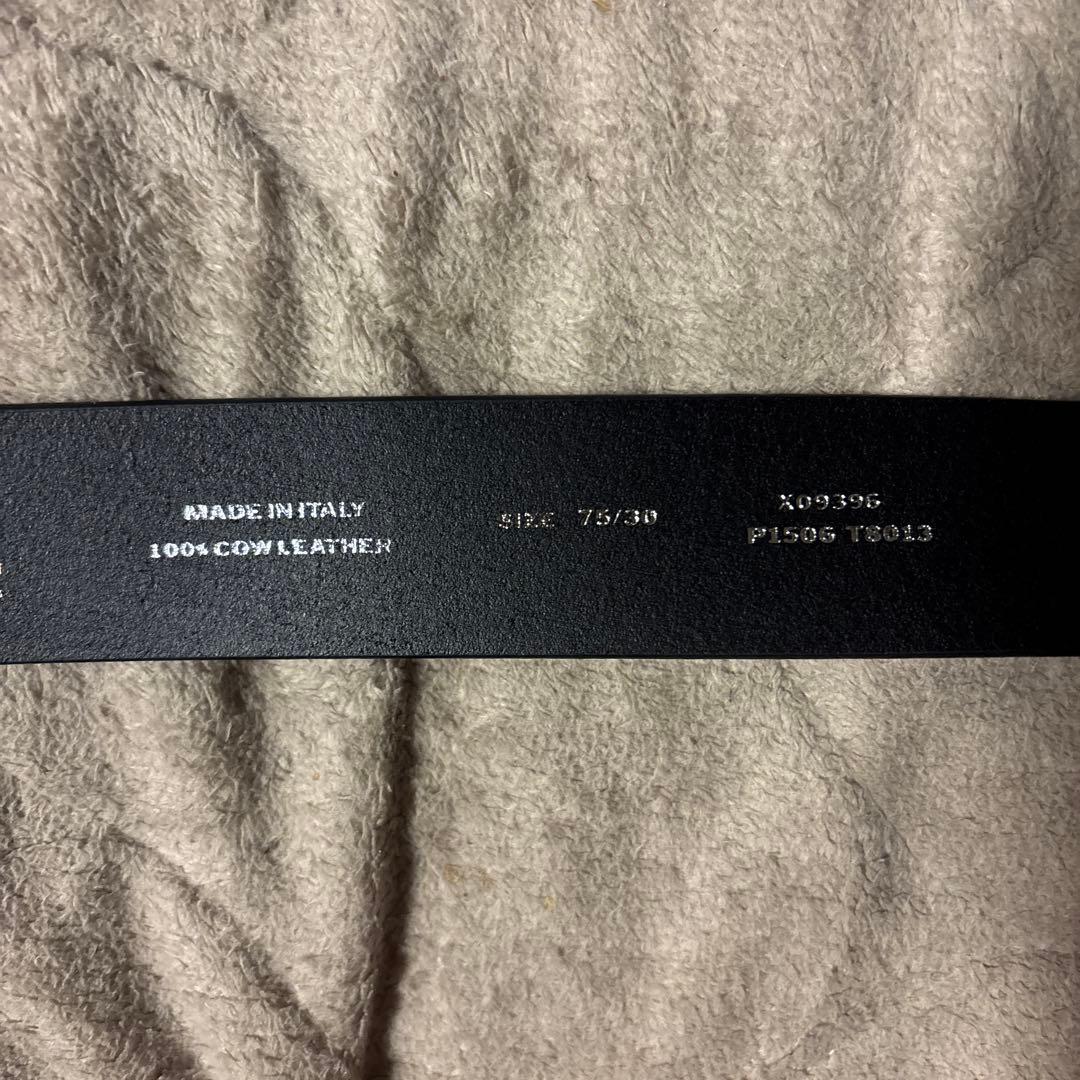 MADE IN ITALY
100% COW LEATHER
SIZE 75/30
X09396
P1506 T8013